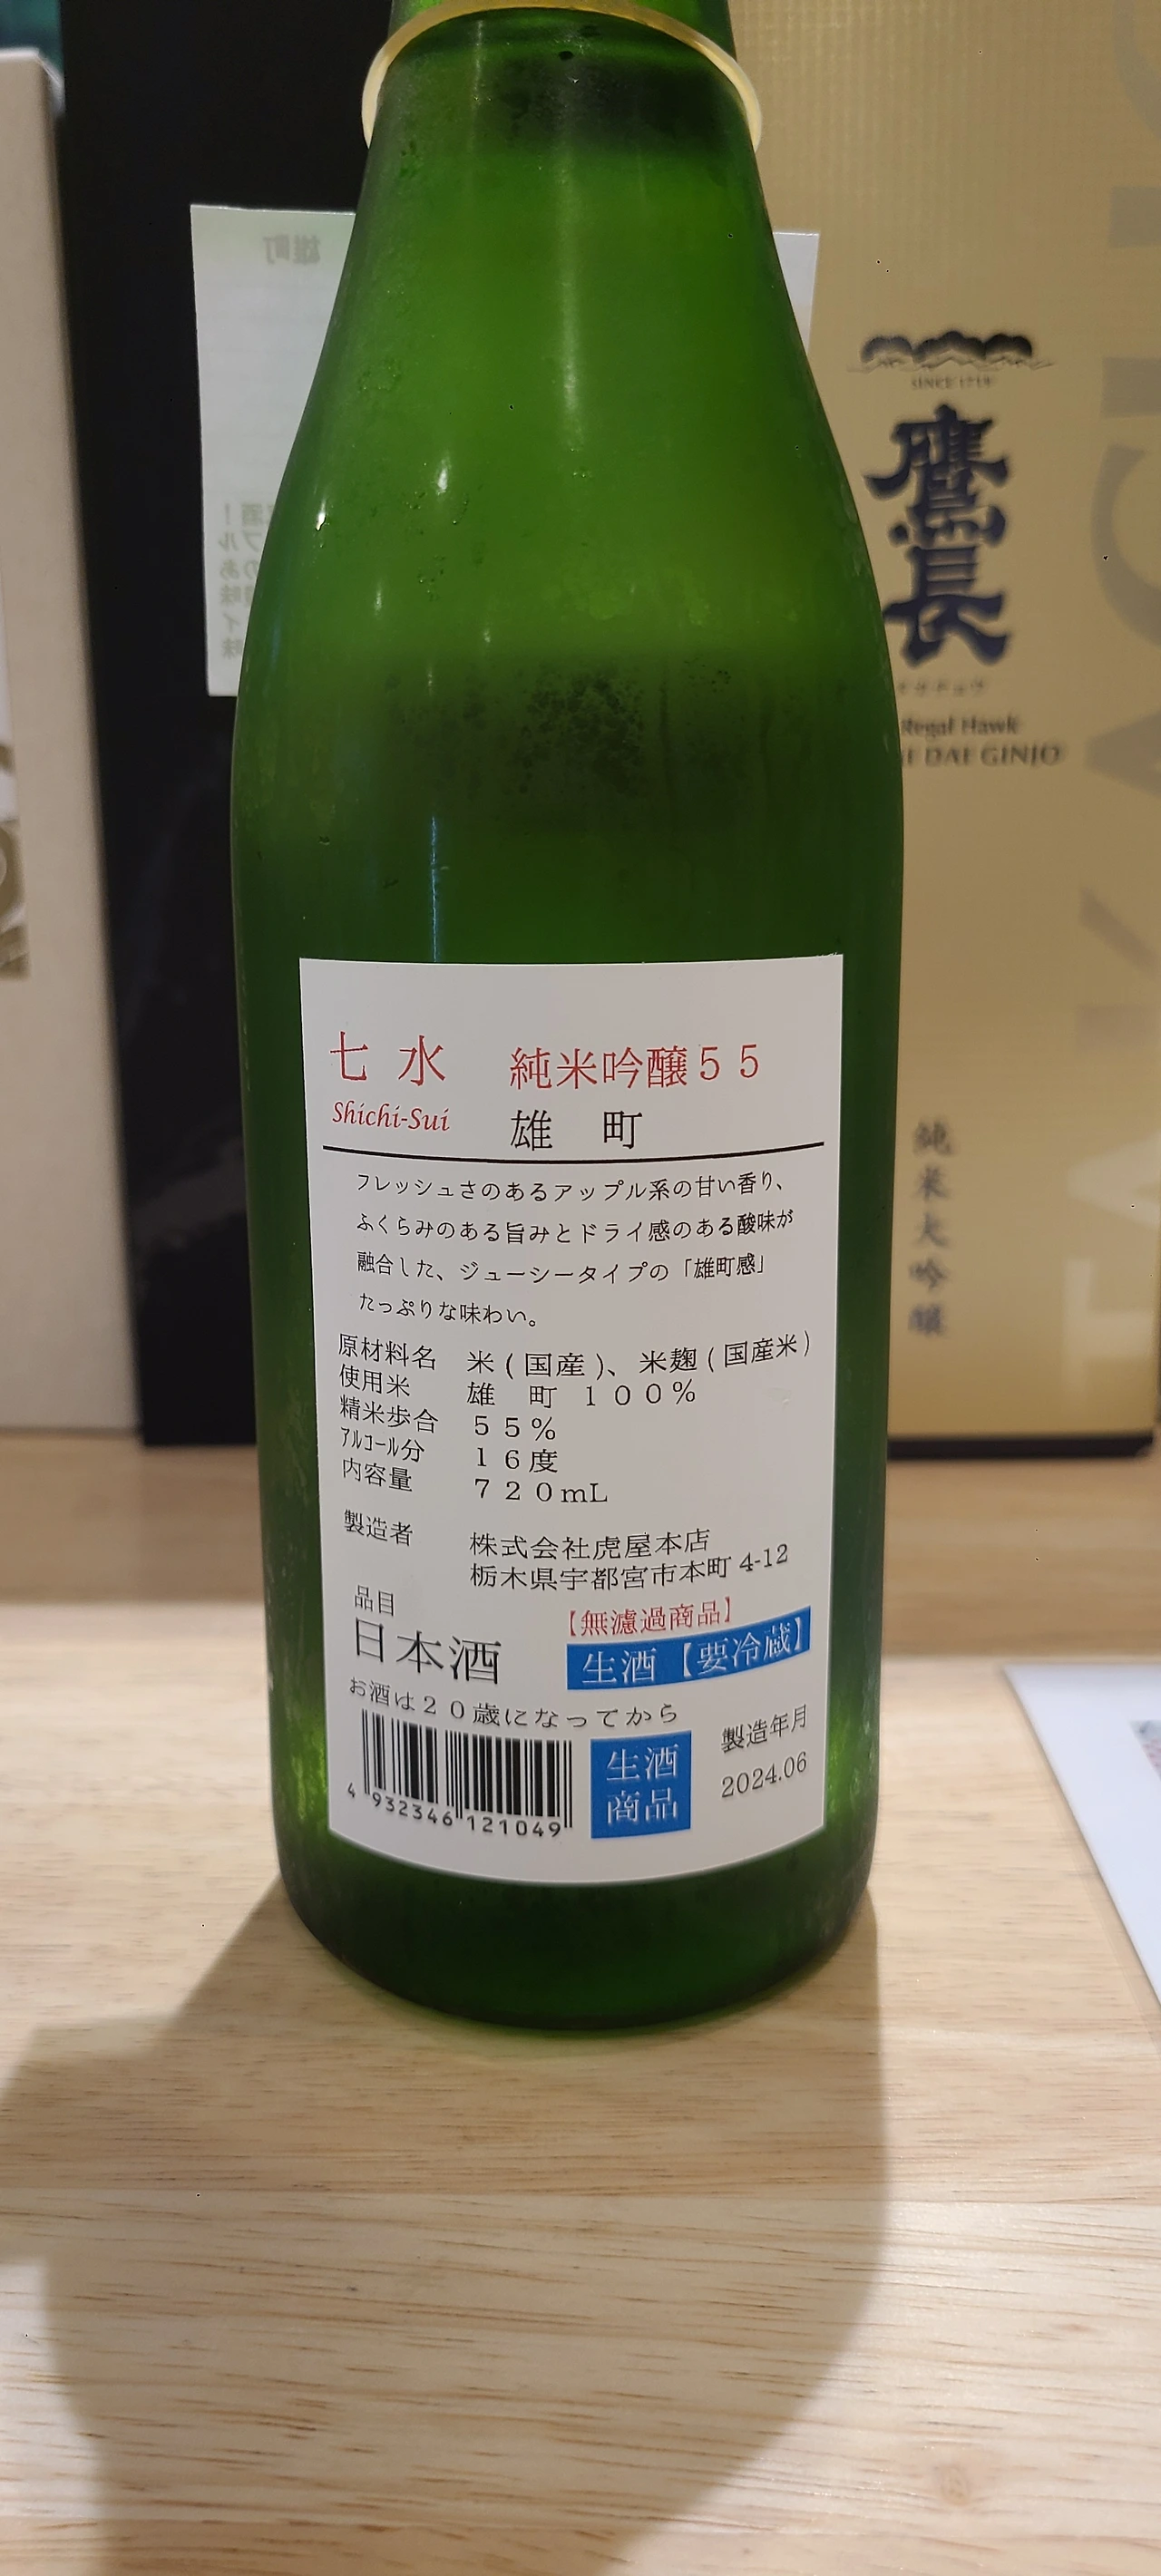 雄町
SINCE 1719
鷹長
Regal Hawk
DAI GINJO
純米大吟醸
七水 純米吟醸55
Shichi-Sui 雄町
フレッシュさのあるアップル系の甘い香り、
ふくらみのある旨みとドライ感のある酸味が
融合した、ジューシータイプの「雄町感」
たっぷりな味わい。
原材料名 米(国産)、米麹(国産米)
使用米 雄町 100%
精米歩合 55%
アルコール分 16度
内容量 720mL
製造者 株式会社虎屋本店
栃木県宇都宮市本町 4-12
品目
日本酒
【無濾過商品】
生酒【要冷蔵】
お酒は20歳になってから
4 932346 121049
生酒
商品
製造年月
2024.06